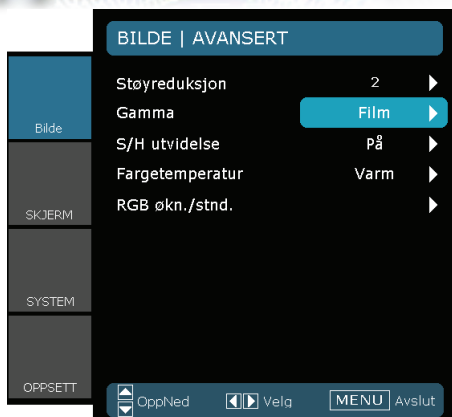 BILDE | AVANSERT
Støyreduksjon 2
Gamma Film
S/H utvidelse På
Fargetemperatur Varm
RGB økn./stnd.
Bilde
SKJERM
SYSTEM
OPPSETT
OppNed Velg MENU Avslut